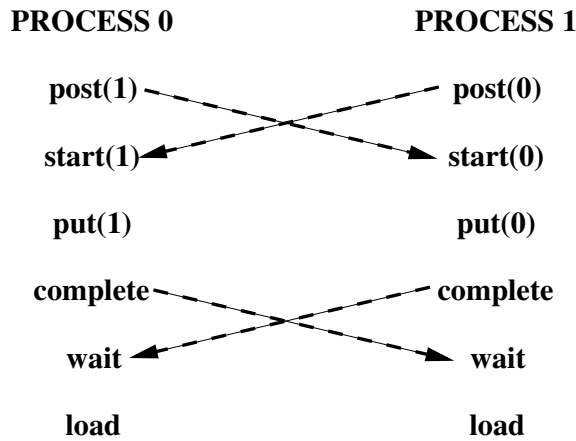 PROCESS 0 PROCESS 1
post(1) post(0)
start(1) start(0)
put(1) put(0)
complete complete
wait wait
load load